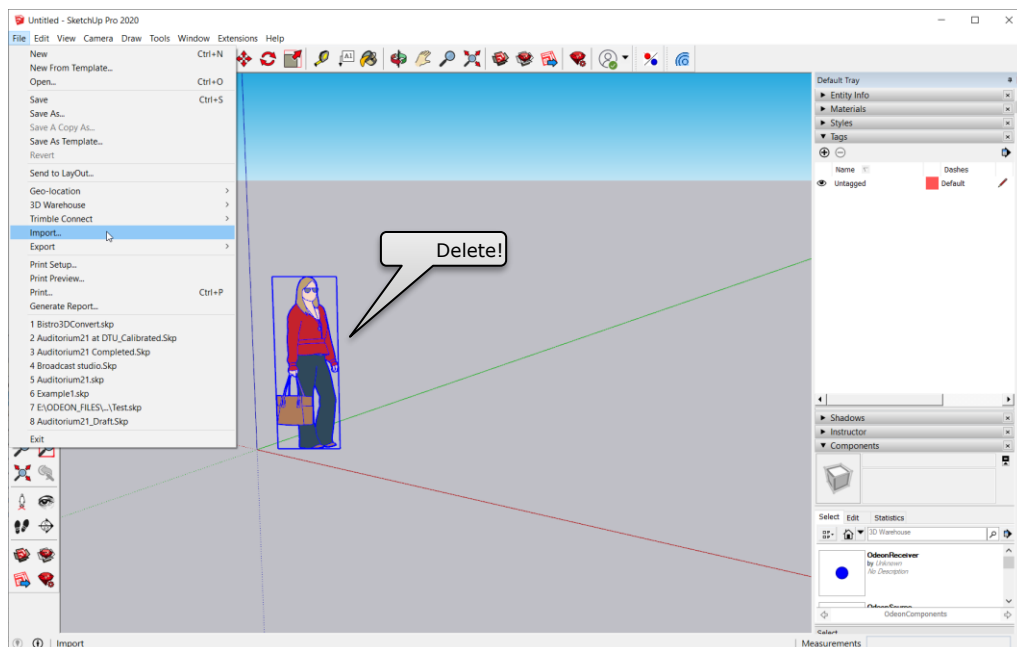 Untitled - SketchUp Pro 2020
File Edit View Camera Draw Tools Window Extensions Help
New Ctrl+N
New From Template...
Open... Ctrl+O
Save Ctrl+S
Save As...
Save A Copy As...
Save As Template...
Revert
Send to LayOut...
Geo-location
3D Warehouse
Trimble Connect
Import...
Export
Print Setup...
Print Preview...
Print... Ctrl+P
Generate Report...
1 Bistro3DConvert.skp
2 Auditorium21 at DTU_Calibrated.Skp
3 Auditorium21 Completed.Skp
4 Broadcast studio.Skp
5 Auditorium21.skp
6 Example1.skp
7 E:\ODEON_FILES\...\Test.skp
8 Auditorium21_Draft.Skp
Exit
A1
Delete!
Default Tray
Entity Info
Materials
Styles
Tags
Name Dashes
Untagged Default
Shadows
Instructor
Components
Select Edit Statistics
3D Warehouse
OdeonReceiver
by Unknown
No Description
OdeonSource
OdeonComponents
Select
Import
Measurements